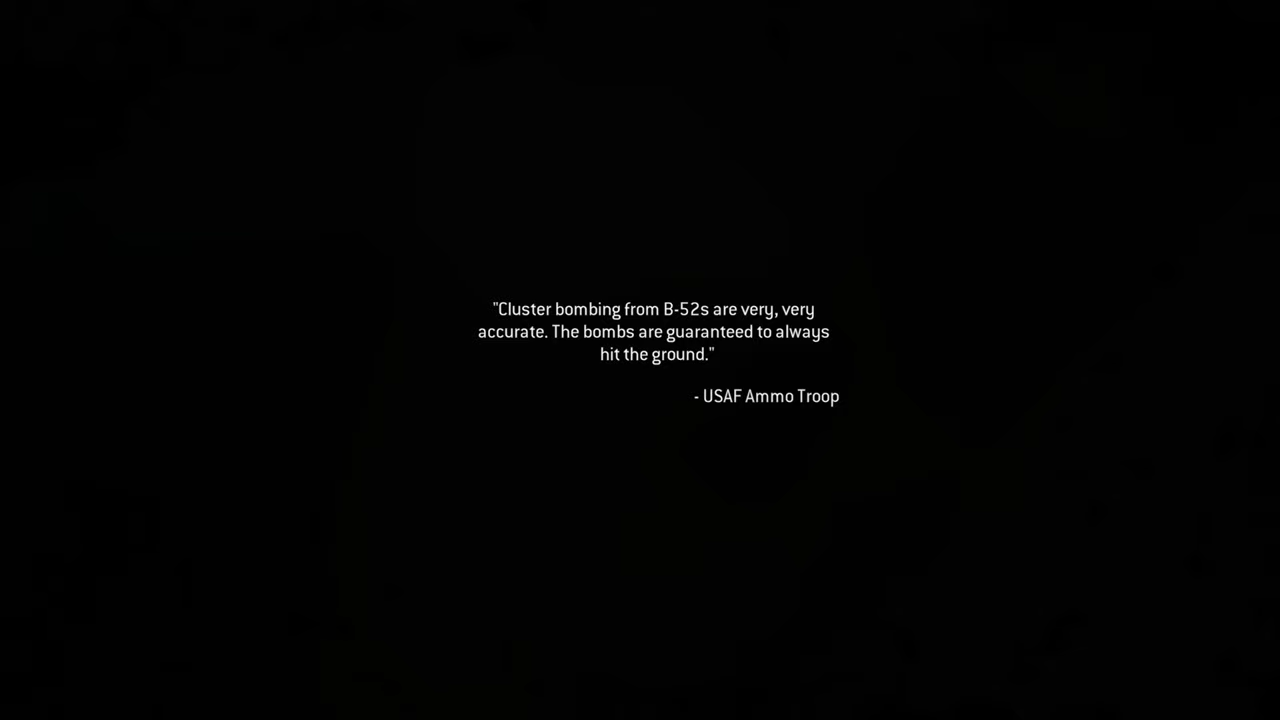 "Cluster bombing from B-52s are very, very
accurate. The bombs are guaranteed to always
hit the ground."
- USAF Ammo Troop